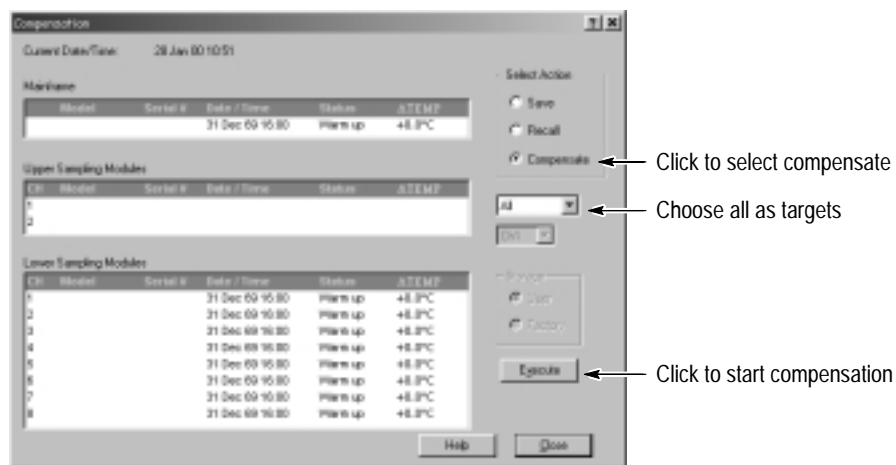 Compensation
Current Date/Time: 28 Jan 00 10:51
Mainframe
Model Serial # Date / Time Status ΔTEMP
31 Dec 69 16:00 Warm up +0.0°C
Upper Sampling Modules
CH Model Serial # Date / Time Status ΔTEMP
1
2
Lower Sampling Modules
CH Model Serial # Date / Time Status ΔTEMP
1 31 Dec 69 16:00 Warm up +0.0°C
2 31 Dec 69 16:00 Warm up +0.0°C
3 31 Dec 69 16:00 Warm up +0.0°C
4 31 Dec 69 16:00 Warm up +0.0°C
5 31 Dec 69 16:00 Warm up +0.0°C
6 31 Dec 69 16:00 Warm up +0.0°C
7 31 Dec 69 16:00 Warm up +0.0°C
8 31 Dec 69 16:00 Warm up +0.0°C
Select Action
Save
Recall
Compensate
Click to select compensate
All
Choose all as targets
Storage
User
Factory
Execute
Click to start compensation
Help
Close